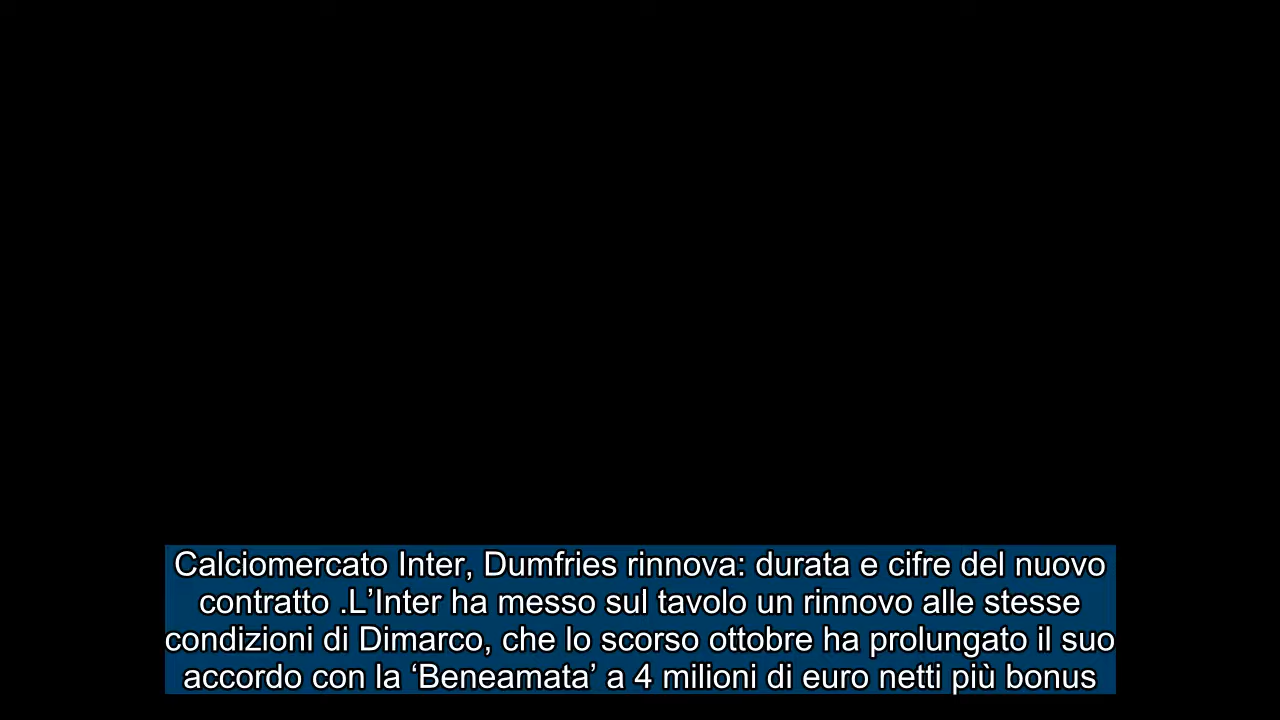 Calciomercato Inter, Dumfries rinnova: durata e cifre del nuovo
contratto .L’Inter ha messo sul tavolo un rinnovo alle stesse
condizioni di Dimarco, che lo scorso ottobre ha prolungato il suo
accordo con la ‘Beneamata’ a 4 milioni di euro netti più bonus